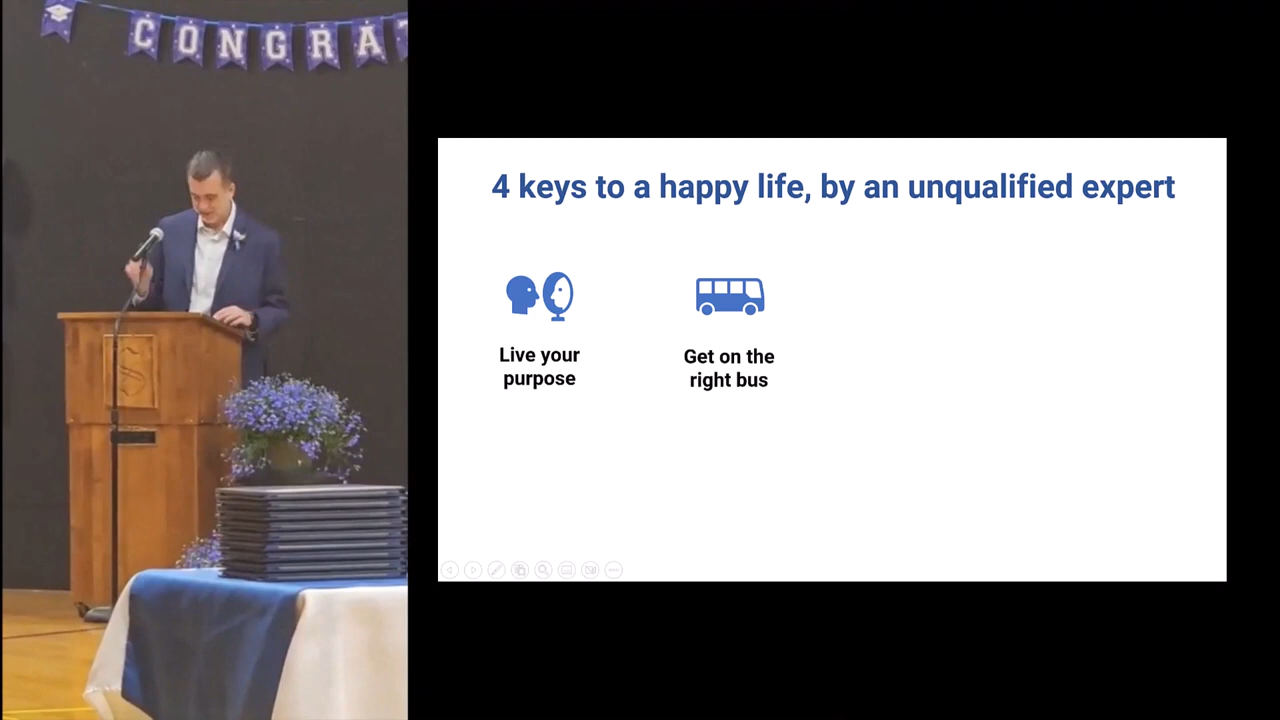 CONGRA
S
4 keys to a happy life, by an unqualified expert
Live your
purpose
Get on the
right bus